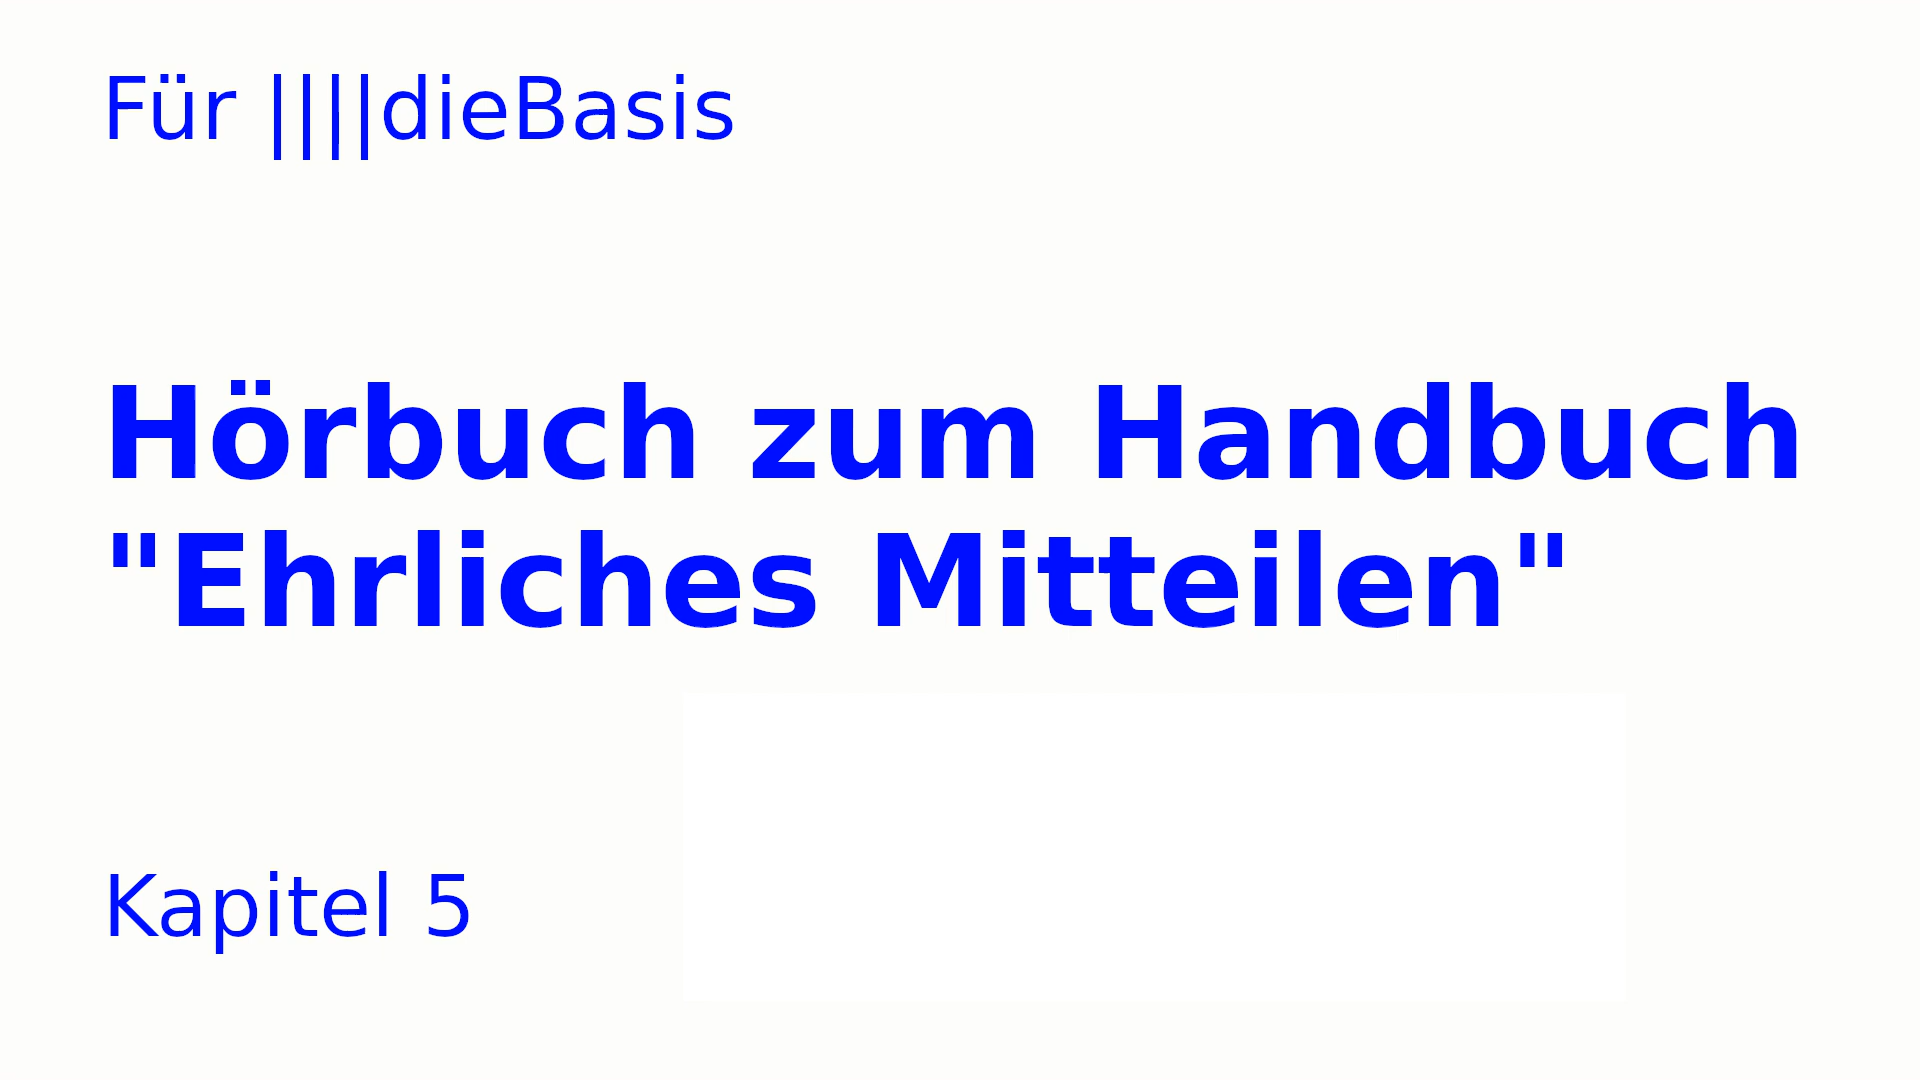 Für ||||dieBasis
Hörbuch zum Handbuch
"Ehrliches Mitteilen"
Kapitel 5